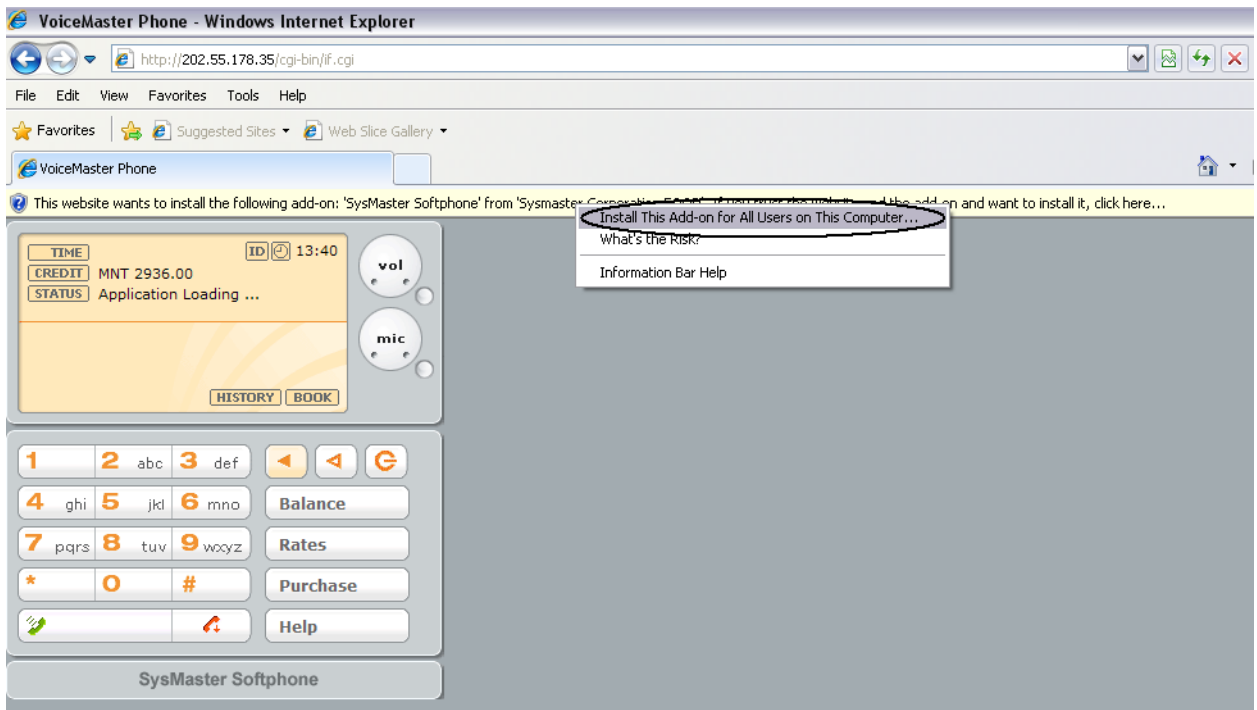 VoiceMaster Phone - Windows Internet Explorer
http://202.55.178.35/cgi-bin/if.cgi
File Edit View Favorites Tools Help
Favorites Suggested Sites Web Slice Gallery
VoiceMaster Phone
This website wants to install the following add-on: 'SysMaster Softphone' from 'Sysmaster and want to install it, click here...
Install This Add-on for All Users on This Computer...
What's the Risk?
Information Bar Help
TIME ID 13:40
CREDIT MNT 2936.00
STATUS Application Loading ...
HISTORY BOOK
vol
mic
1 2 abc 3 def
4 ghi 5 jkl 6 mno Balance
7 pqrs 8 tuv 9 wxyz Rates
* 0 # Purchase
Help
SysMaster Softphone